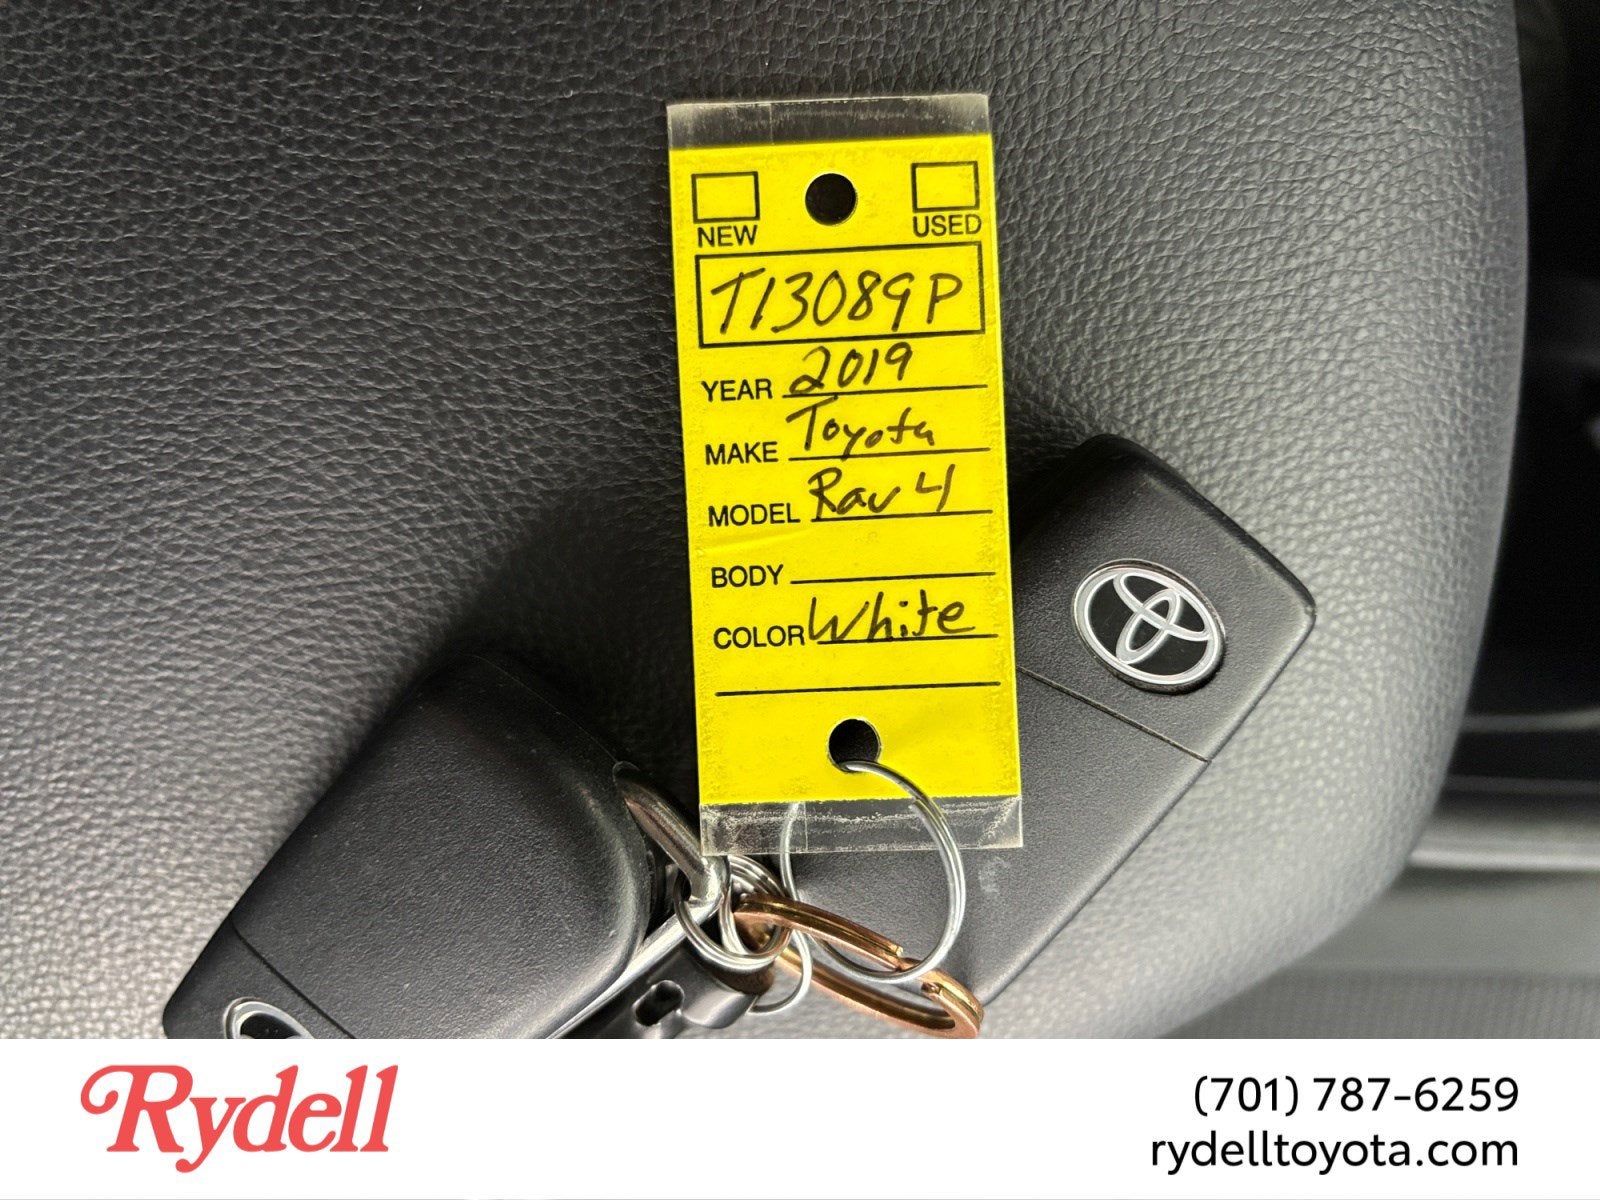 NEW USED
T13089P
YEAR 2019
MAKE Toyota
MODEL Rav 4
BODY
COLOR White
Rydell
(701) 787-6259
rydelltoyota.com